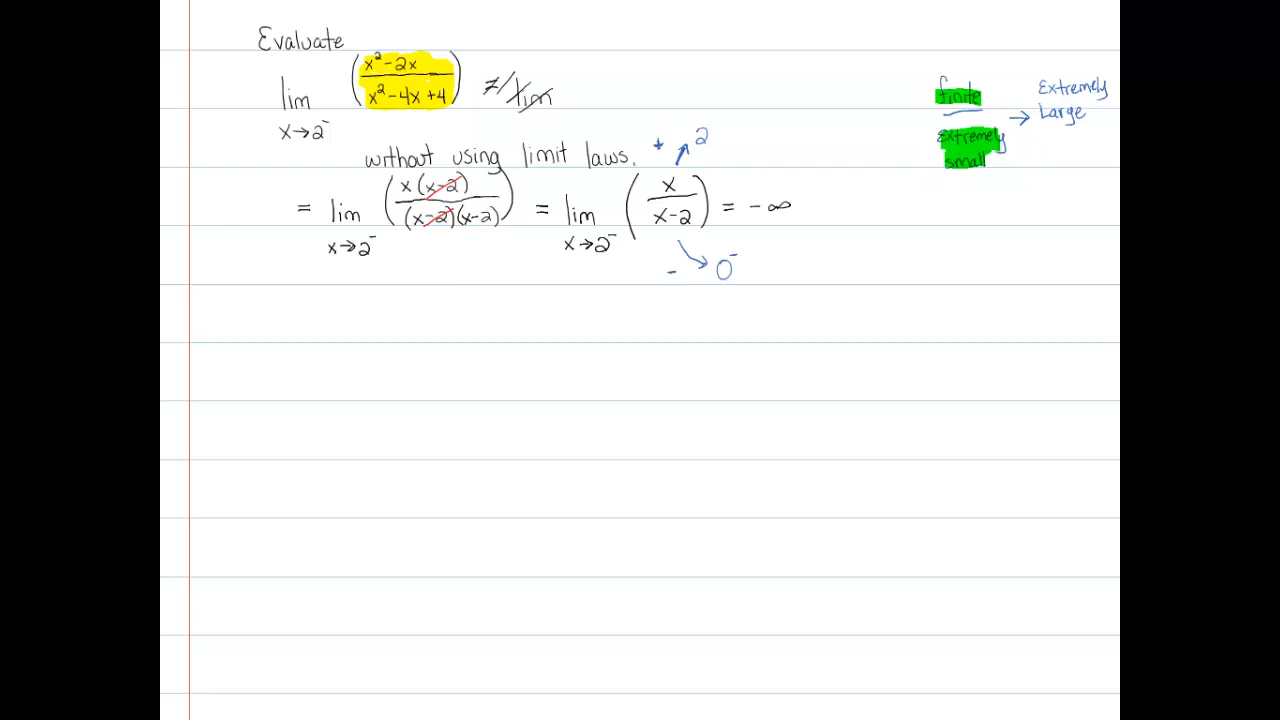 Evaluate
lim x→2⁻ ( (x² - 2x) / (x² - 4x + 4) ) ≠ / lim
without using limit laws.
= lim x→2⁻ ( x(x-2) / (x-2)(x-2) ) = lim x→2⁻ ( x / (x-2) ) = -∞
+ ↗ 2
- ↘ 0⁻
finite
extremely
small
→ Extremely
Large